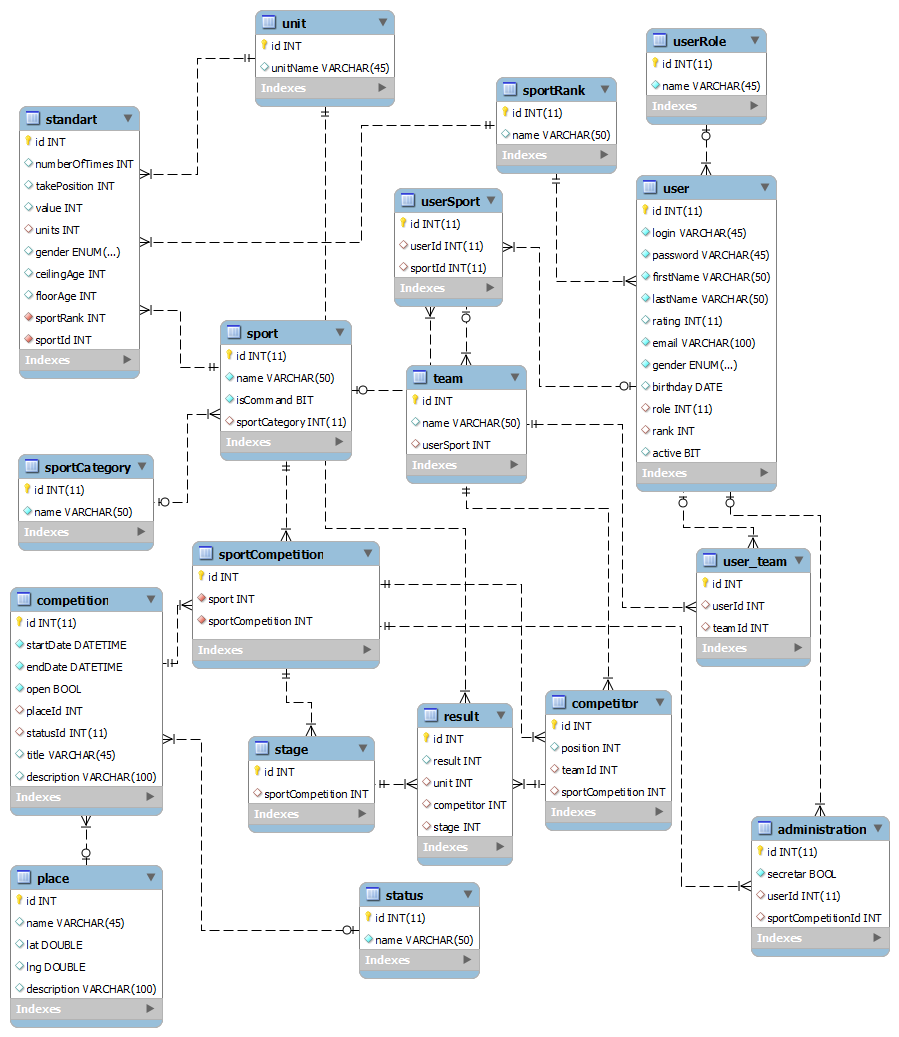 unit
id INT
unitName VARCHAR(45)
Indexes
userRole
id INT(11)
name VARCHAR(45)
Indexes
sportRank
id INT(11)
name VARCHAR(50)
Indexes
standart
id INT
numberOfTimes INT
takePosition INT
value INT
units INT
gender ENUM(...)
ceilingAge INT
floorAge INT
sportRank INT
sportId INT
Indexes
userSport
id INT(11)
userId INT(11)
sportId INT(11)
Indexes
user
id INT(11)
login VARCHAR(45)
password VARCHAR(45)
firstName VARCHAR(50)
lastName VARCHAR(50)
rating INT(11)
email VARCHAR(100)
gender ENUM(...)
birthday DATE
role INT(11)
rank INT
active BIT
Indexes
sport
id INT(11)
name VARCHAR(50)
isCommand BIT
sportCategory INT(11)
Indexes
team
id INT
name VARCHAR(50)
userSport INT
Indexes
sportCategory
id INT(11)
name VARCHAR(50)
Indexes
sportCompetition
id INT
sport INT
sportCompetition INT
Indexes
user_team
id INT
userId INT
teamId INT
Indexes
competition
id INT(11)
startDate DATETIME
endDate DATETIME
open BOOL
placeId INT
statusId INT(11)
title VARCHAR(45)
description VARCHAR(100)
Indexes
stage
id INT
sportCompetition INT
Indexes
result
id INT
result INT
unit INT
competitor INT
stage INT
Indexes
competitor
id INT
position INT
teamId INT
sportCompetition INT
Indexes
administration
id INT(11)
secretar BOOL
userId INT(11)
sportCompetitionId INT
Indexes
place
id INT
name VARCHAR(45)
lat DOUBLE
lng DOUBLE
description VARCHAR(100)
Indexes
status
id INT(11)
name VARCHAR(50)
Indexes